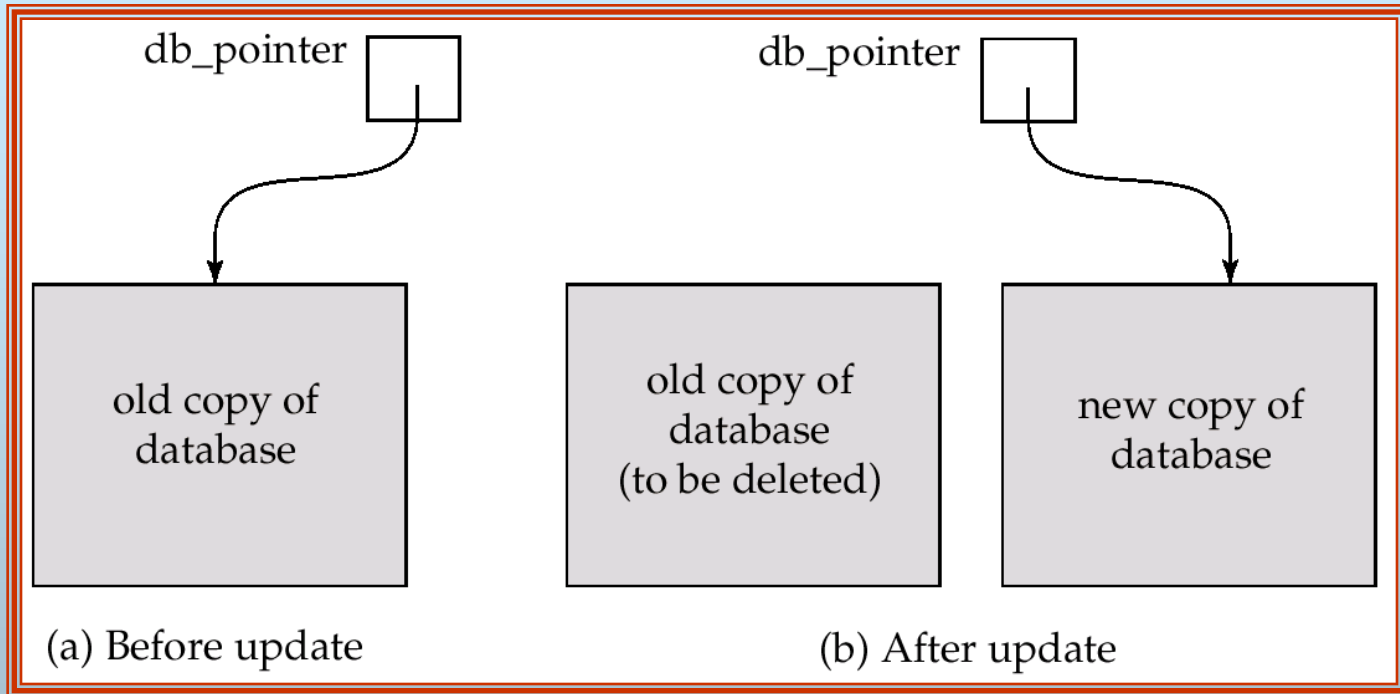 db_pointer
old copy of
database
(a) Before update
db_pointer
old copy of
database
(to be deleted)
new copy of
database
(b) After update